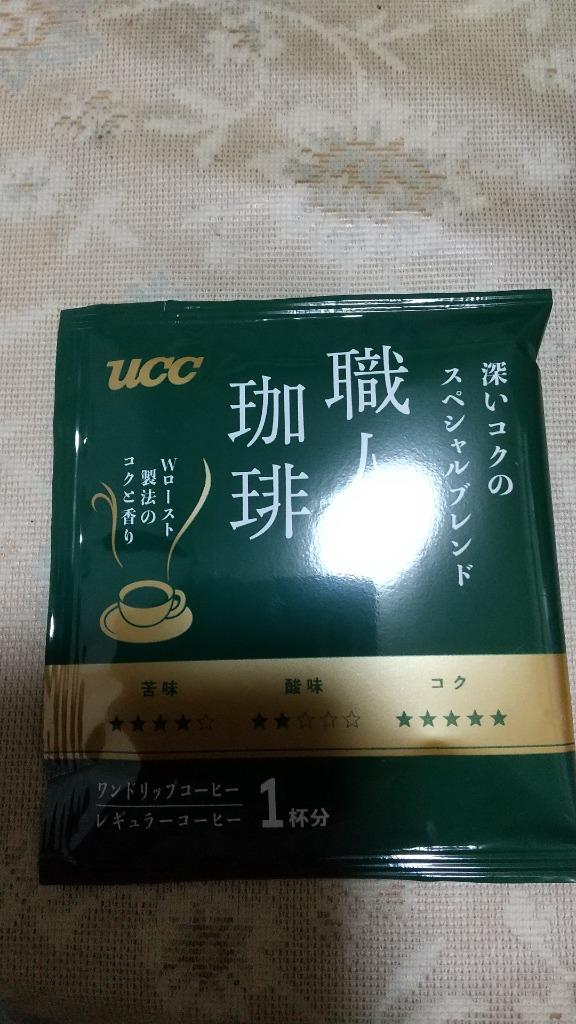 UCC
深いコクの
スペシャルブレンド
職人
珈琲
Wロースト
製法の
コクと香り
苦味
★★★★☆
酸味
★★☆☆☆
コク
★★★★★
ワンドリップコーヒー
レギュラーコーヒー
1杯分